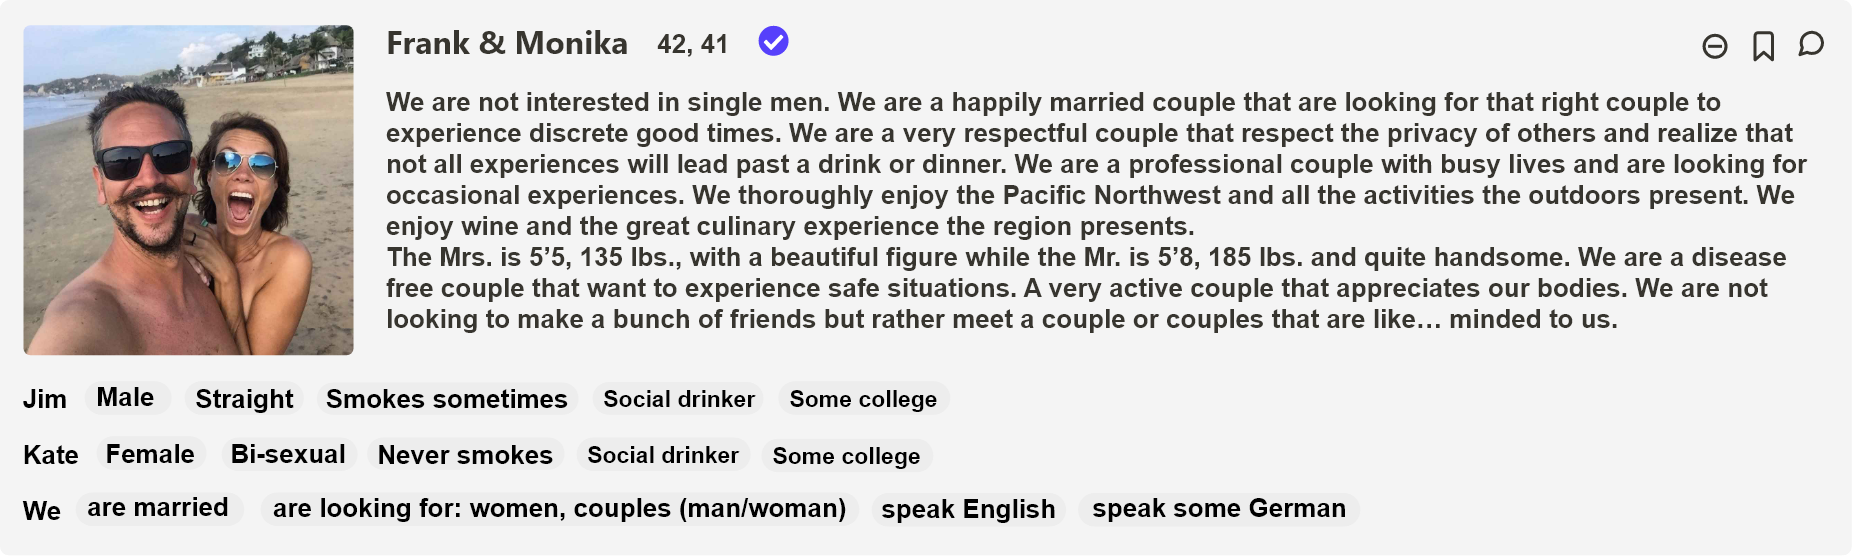 Frank & Monika 42, 41
We are not interested in single men. We are a happily married couple that are looking for that right couple to
experience discrete good times. We are a very respectful couple that respect the privacy of others and realize that
not all experiences will lead past a drink or dinner. We are a professional couple with busy lives and are looking for
occasional experiences. We thoroughly enjoy the Pacific Northwest and all the activities the outdoors present. We
enjoy wine and the great culinary experience the region presents.
The Mrs. is 5’5, 135 lbs., with a beautiful figure while the Mr. is 5’8, 185 lbs. and quite handsome. We are a disease
free couple that want to experience safe situations. A very active couple that appreciates our bodies. We are not
looking to make a bunch of friends but rather meet a couple or couples that are like… minded to us.
Jim Male Straight Smokes sometimes Social drinker Some college
Kate Female Bi-sexual Never smokes Social drinker Some college
We are married are looking for: women, couples (man/woman) speak English speak some German